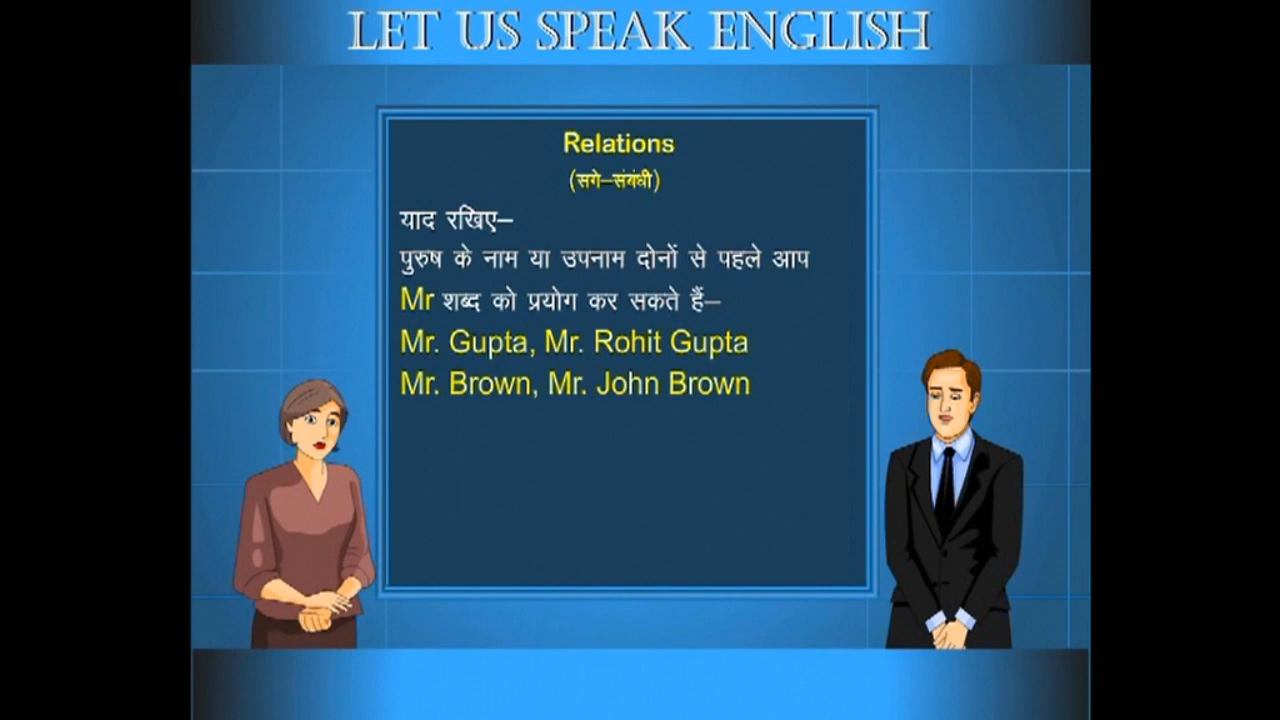 LET US SPEAK ENGLISH
Relations
(सगे–संबंधी)
याद रखिए–
पुरुष के नाम या उपनाम दोनों से पहले आप
Mr शब्द को प्रयोग कर सकते हैं–
Mr. Gupta, Mr. Rohit Gupta
Mr. Brown, Mr. John Brown